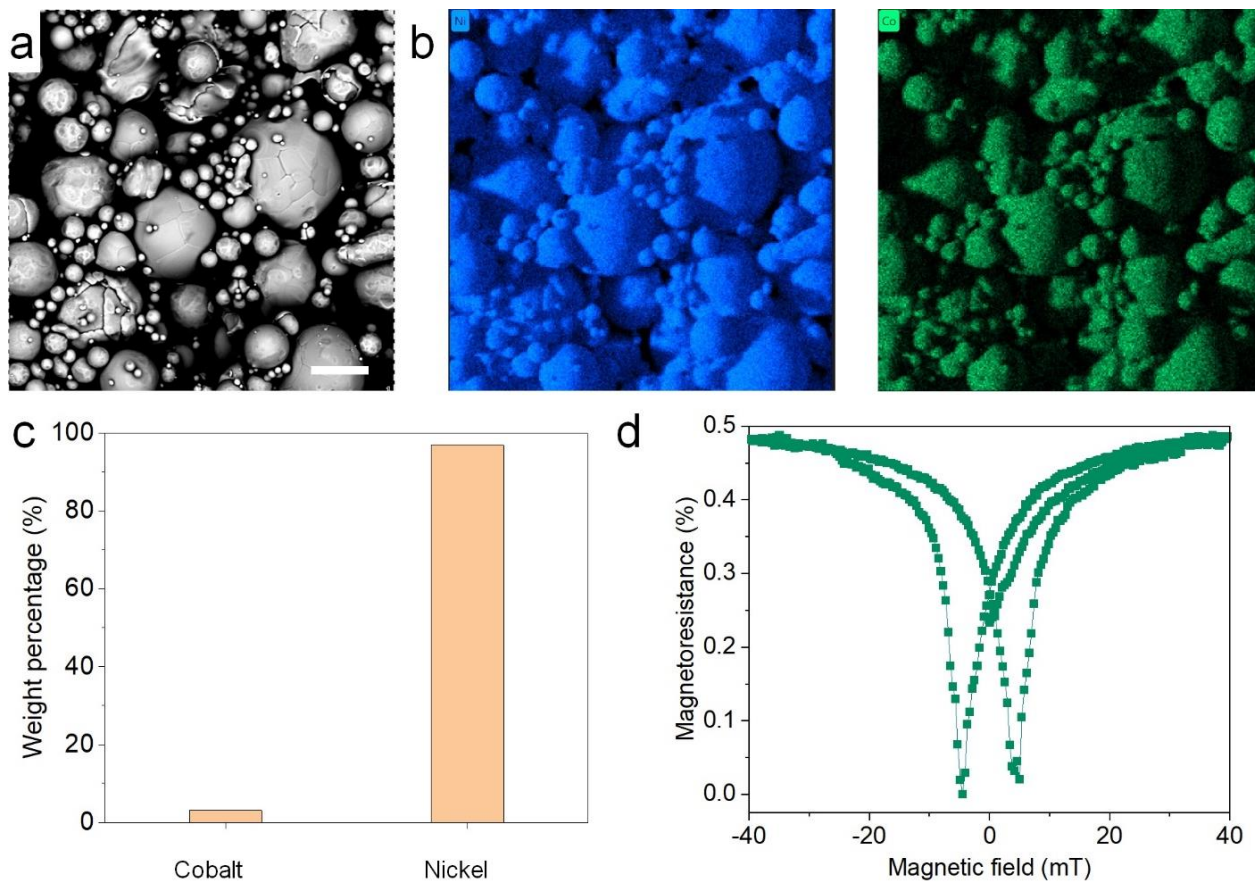 a
b
Ni
Co
c
Weight percentage (%)
100
80
60
40
20
0
Cobalt
Nickel
d
Magnetoresistance (%)
0.5
0.4
0.3
0.2
0.1
0.0
-40
-20
0
20
40
Magnetic field (mT)